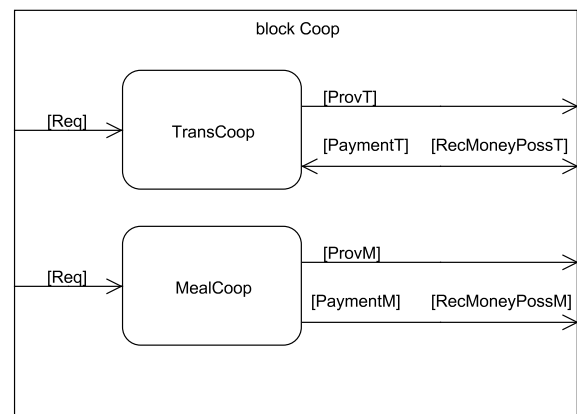 block Coop
[ProvT]
[Req]
TransCoop
[PaymentT] [RecMoneyPossT]
[ProvM]
[Req]
MealCoop
[PaymentM] [RecMoneyPossM]